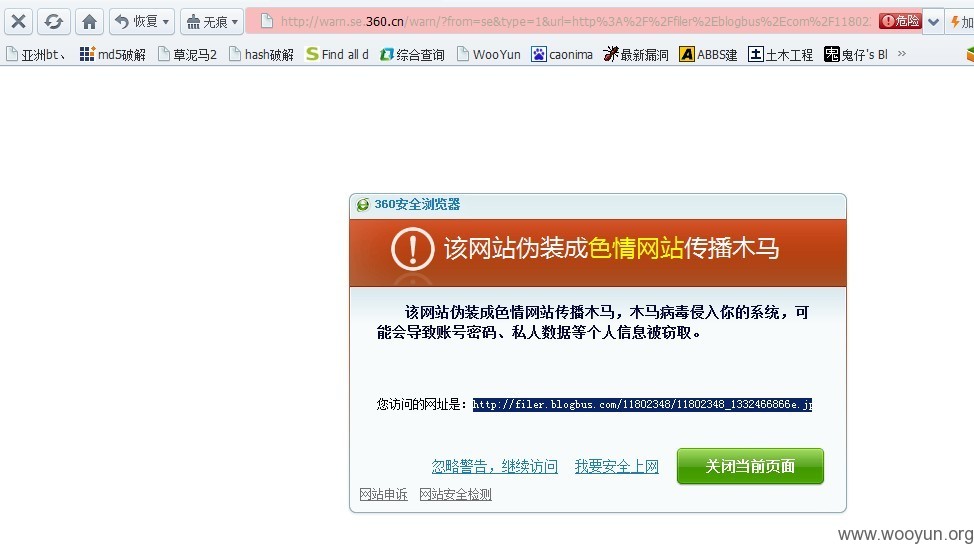 恢复 无痕 http://warn.se.360.cn/warn/?from=se&type=1&url=http%3A%2F%2Ffiler%2Eblogbus%2Ecom%2F11802 危险
亚洲bt、 md5破解 草泥马2 hash破解 Find all d 综合查询 WooYun caonima 最新漏洞 ABBS建 土木工程 鬼仔's Bl »
360安全浏览器
该网站伪装成色情网站传播木马
该网站伪装成色情网站传播木马，木马病毒侵入你的系统，可
能会导致账号密码、私人数据等个人信息被窃取。
您访问的网址是：http://filer.blogbus.com/11802348/11802348_1332466866e.jp
忽略警告，继续访问 我要安全上网 关闭当前页面
网站申诉 网站安全检测
www.wooyun.org